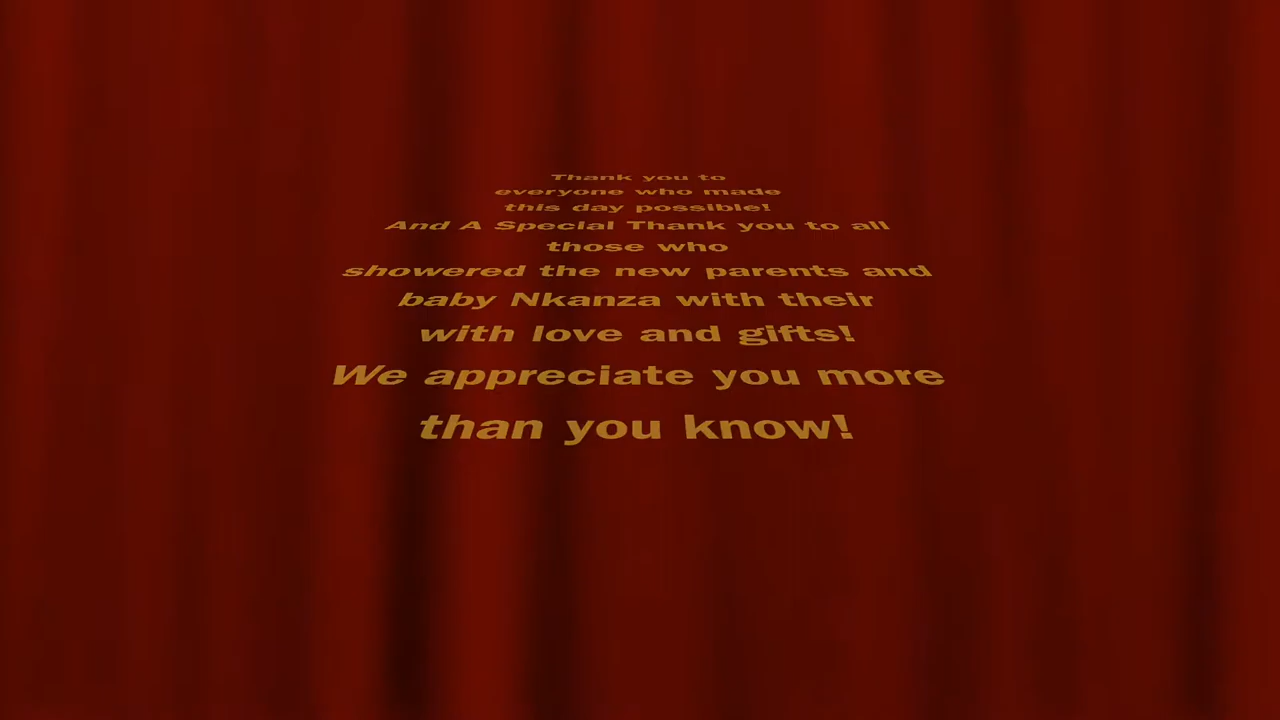 Thank you to
everyone who made
this day possible!
And A Special Thank you to all
those who
showered the new parents and
baby Nkanza with their
with love and gifts!
We appreciate you more
than you know!